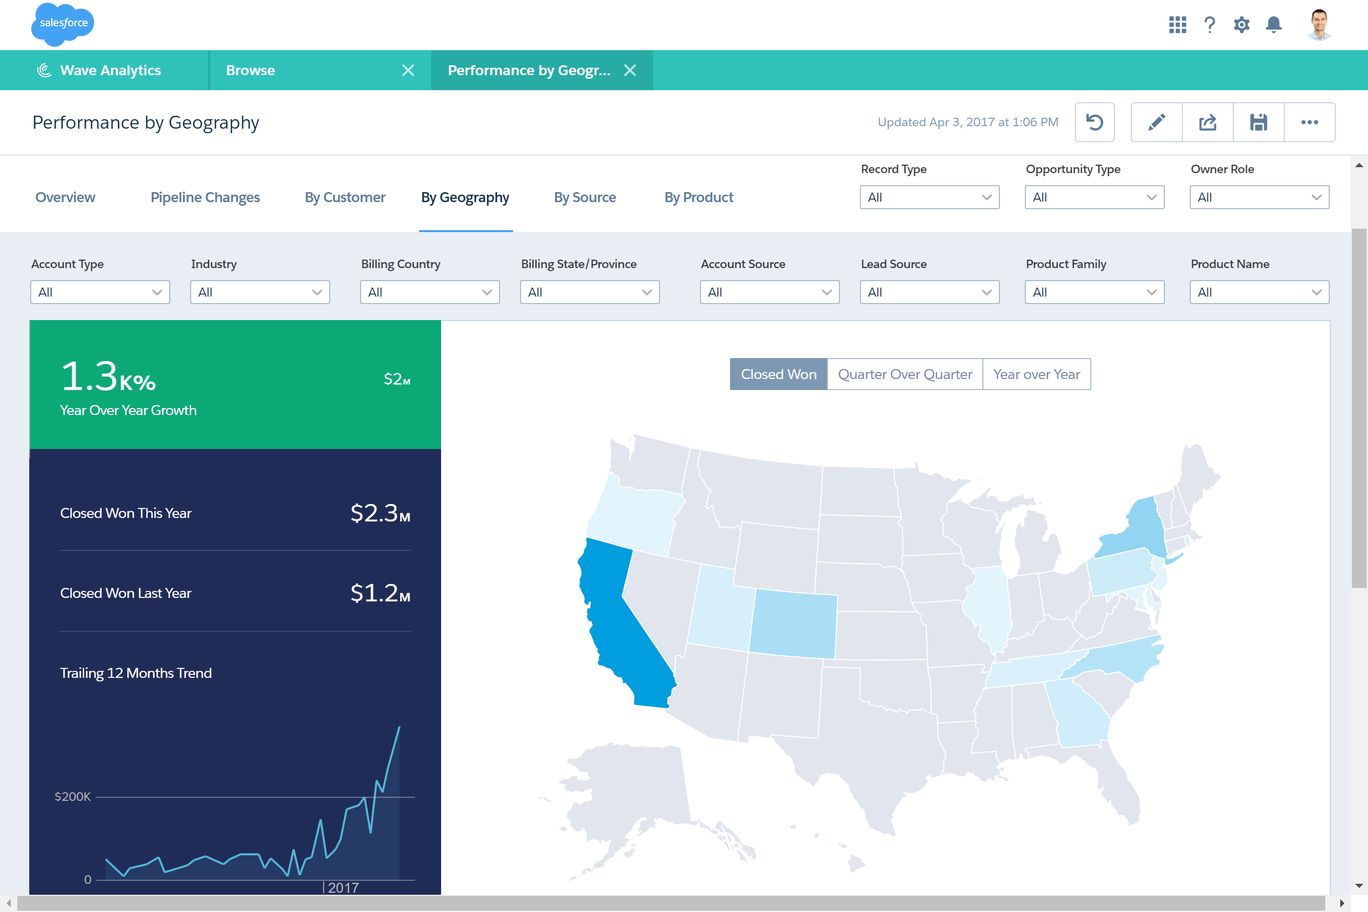 salesforce
?
Wave Analytics
Browse
Performance by Geogr...
Performance by Geography
Updated Apr 3, 2017 at 1:06 PM
Overview
Pipeline Changes
By Customer
By Geography
By Source
By Product
Record Type
All
Opportunity Type
All
Owner Role
All
Account Type
All
Industry
All
Billing Country
All
Billing State/Province
All
Account Source
All
Lead Source
All
Product Family
All
Product Name
All
1.3K%
$2M
Year Over Year Growth
Closed Won This Year
$2.3M
Closed Won Last Year
$1.2M
Trailing 12 Months Trend
$200K
0
2017
Closed Won
Quarter Over Quarter
Year over Year